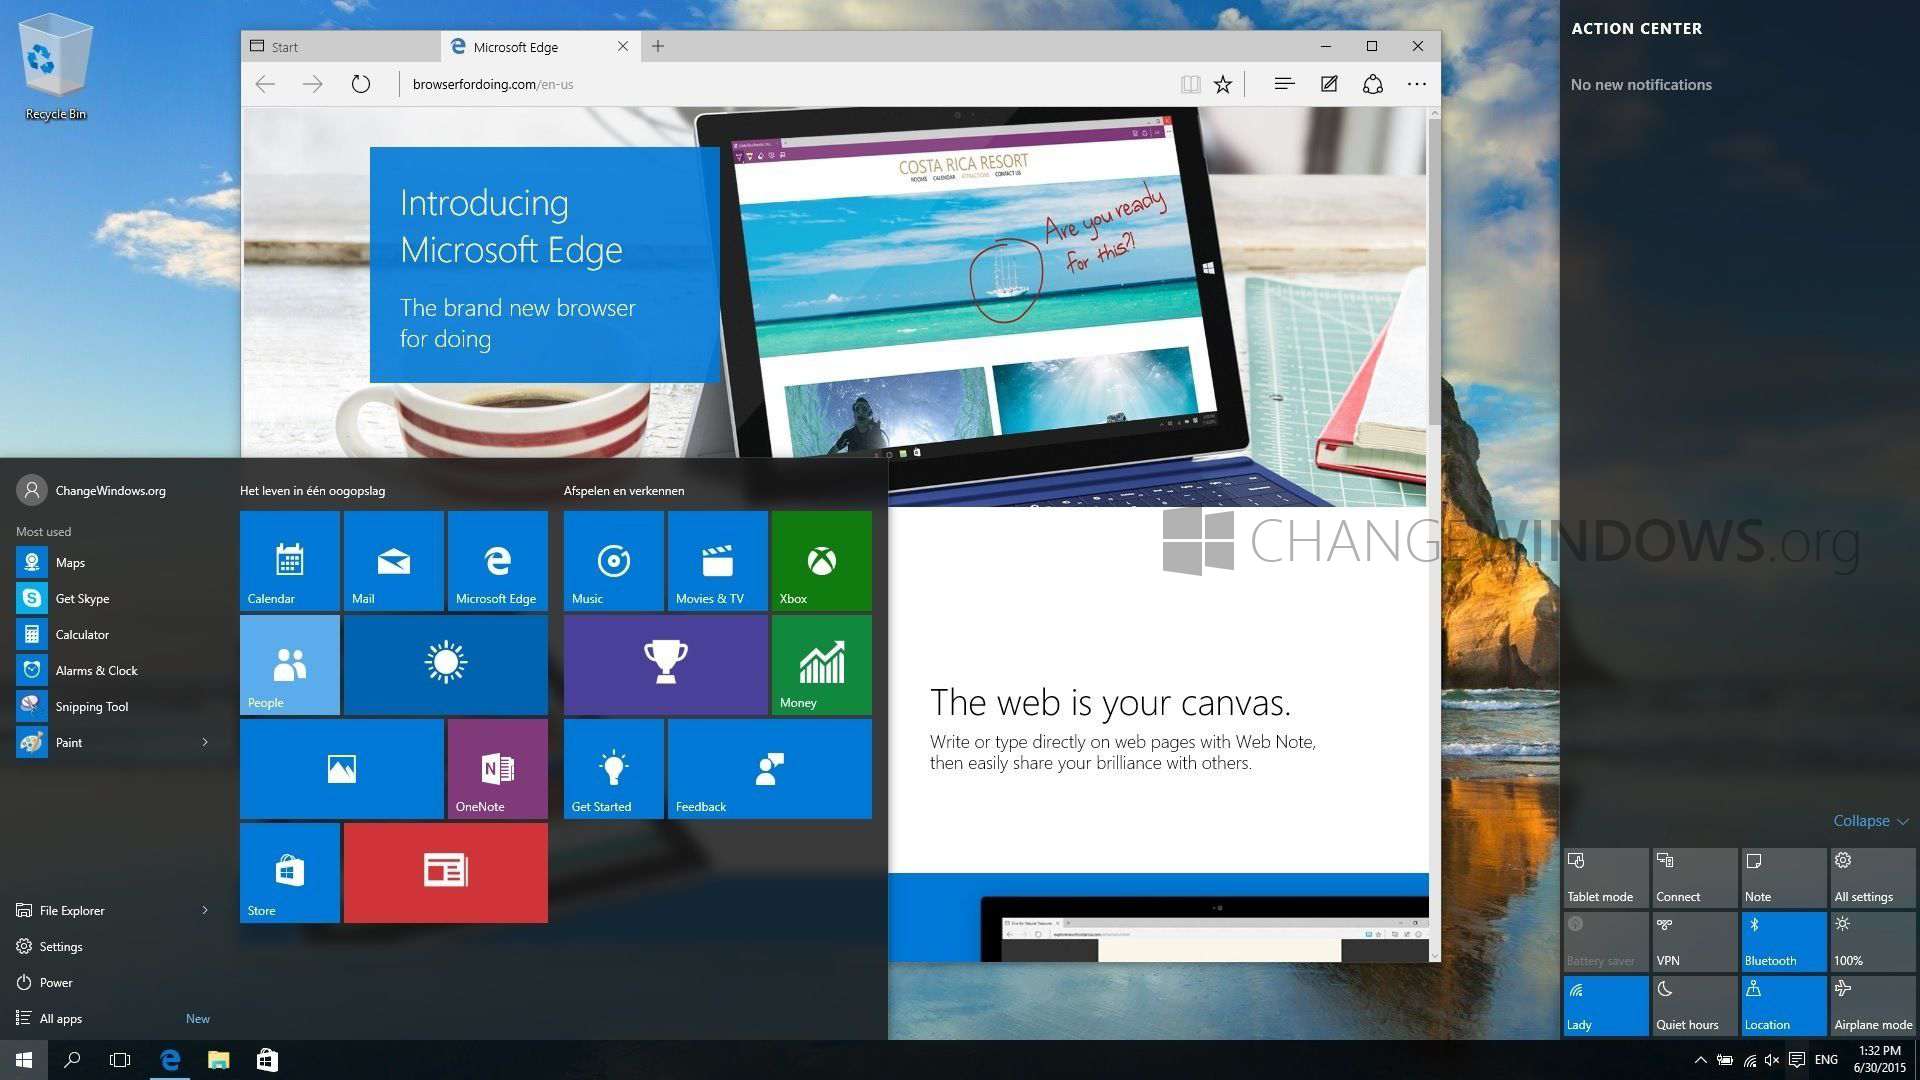 Recycle Bin
Start
Microsoft Edge
browserfordoing.com/en-us
Introducing
Microsoft Edge
The brand new browser
for doing
COSTA RICA RESORT
ROOMS CALENDAR ATTRACTIONS CONTACT US
Are you ready
for this?!
The web is your canvas.
Write or type directly on web pages with Web Note,
then easily share your brilliance with others.
CHANGEWINDOWS.org
ChangeWindows.org
Most used
Maps
Get Skype
Calculator
Alarms & Clock
Snipping Tool
Paint
File Explorer
Settings
Power
All apps
New
Het leven in één oogopslag
Calendar
Mail
Microsoft Edge
People
OneNote
Store
Afspelen en verkennen
Music
Movies & TV
Xbox
Money
Get Started
Feedback
ACTION CENTER
No new notifications
Collapse
Tablet mode
Connect
Note
All settings
Battery saver
VPN
Bluetooth
100%
Lady
Quiet hours
Location
Airplane mode
ENG
1:32 PM
6/30/2015